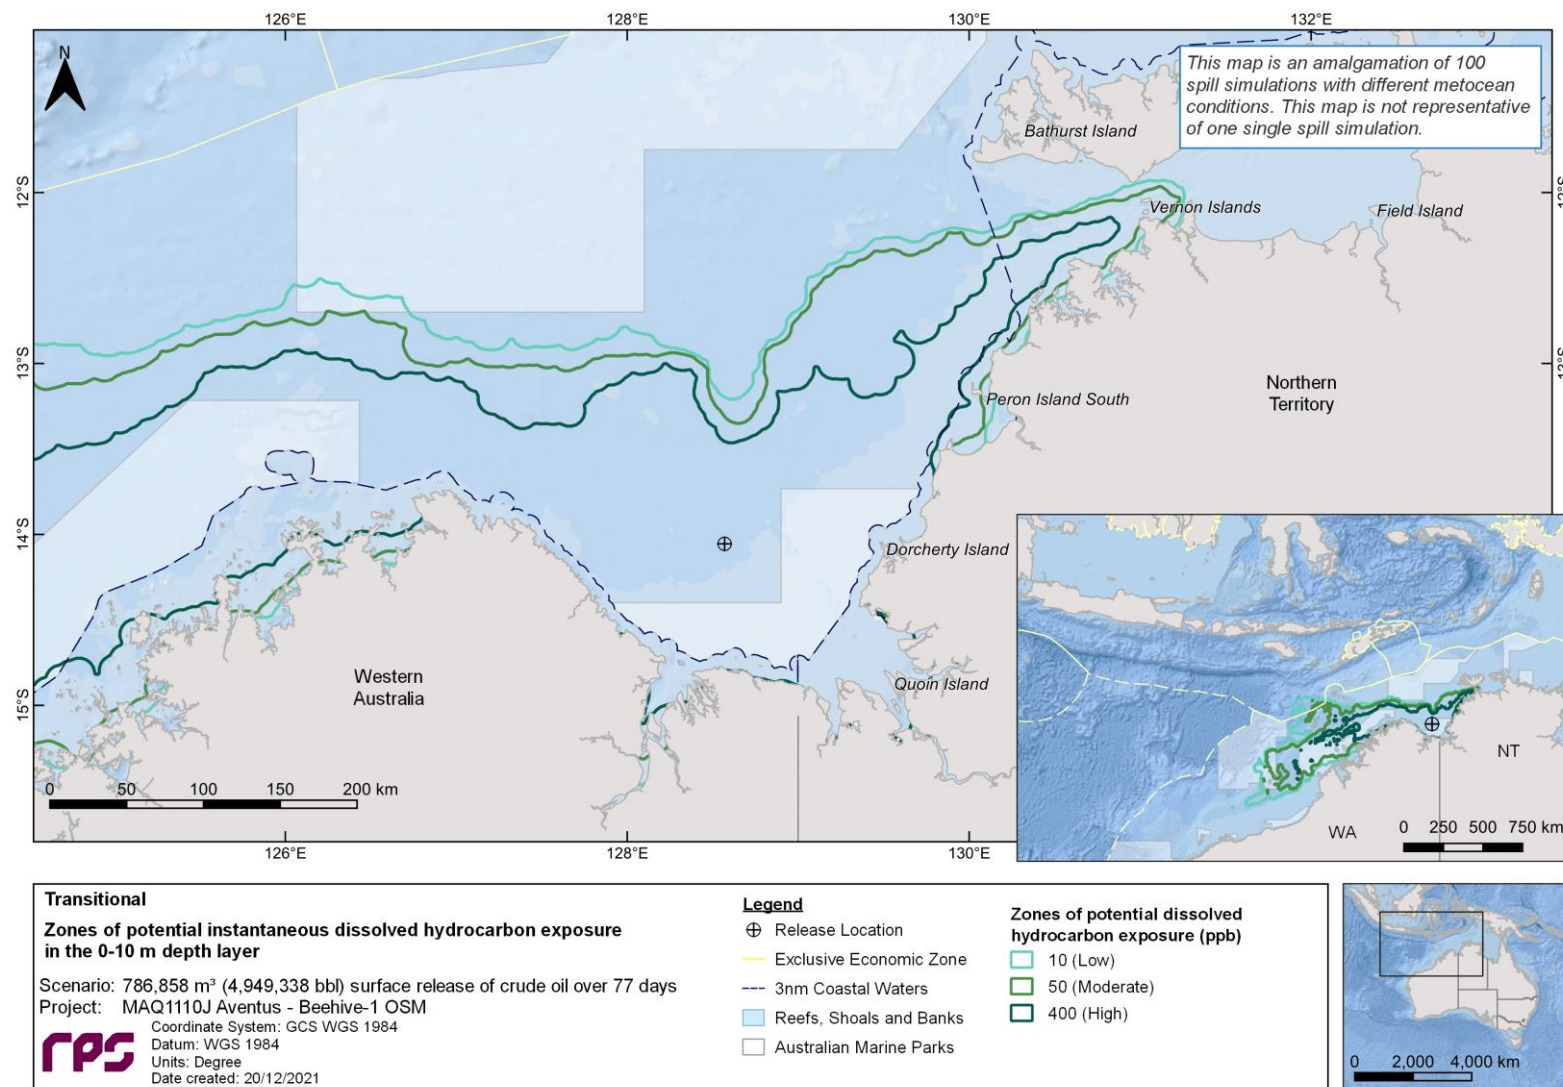 126°E
128°E
130°E
132°E
N
This map is an amalgamation of 100
spill simulations with different metocean
conditions. This map is not representative
of one single spill simulation.
Bathurst Island
12°S
12°S
Vernon Islands
Field Island
13°S
13°S
Peron Island South
Northern
Territory
14°S
Dorcherty Island
Western
Australia
Quoin Island
15°S
0 50 100 150 200 km
NT
WA
0 250 500 750 km
126°E
128°E
130°E
Transitional
Zones of potential instantaneous dissolved hydrocarbon exposure
in the 0-10 m depth layer
Scenario: 786,858 m³ (4,949,338 bbl) surface release of crude oil over 77 days
Project: MAQ1110J Aventus - Beehive-1 OSM
rps
Coordinate System: GCS WGS 1984
Datum: WGS 1984
Units: Degree
Date created: 20/12/2021
Legend
Release Location
Exclusive Economic Zone
3nm Coastal Waters
Reefs, Shoals and Banks
Australian Marine Parks
Zones of potential dissolved
hydrocarbon exposure (ppb)
10 (Low)
50 (Moderate)
400 (High)
0 2,000 4,000 km